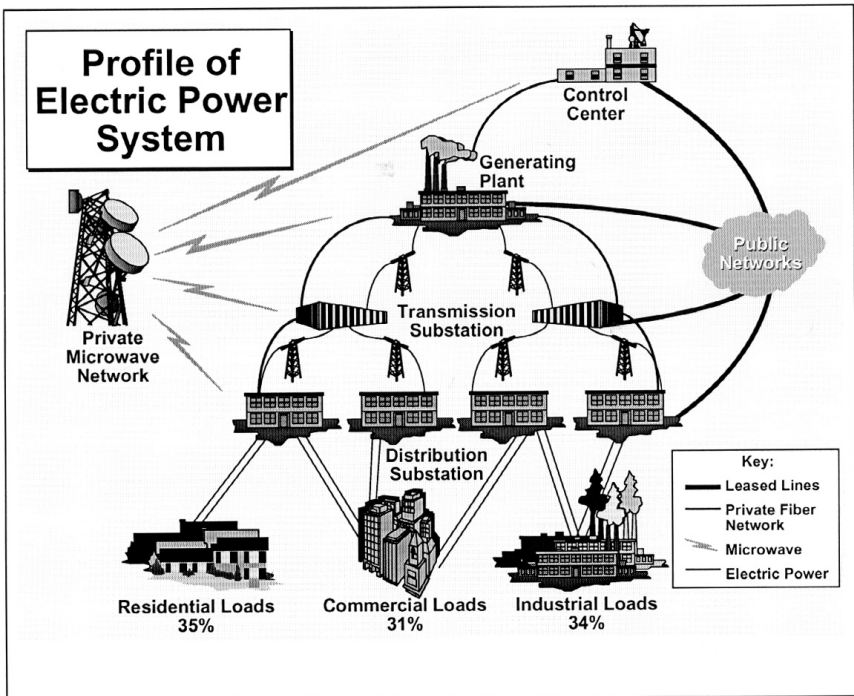 Profile of
Electric Power
System
Control
Center
Generating
Plant
Public
Networks
Private
Microwave
Network
Transmission
Substation
Distribution
Substation
Key:
Leased Lines
Private Fiber
Network
Microwave
Electric Power
Residential Loads
35%
Commercial Loads
31%
Industrial Loads
34%